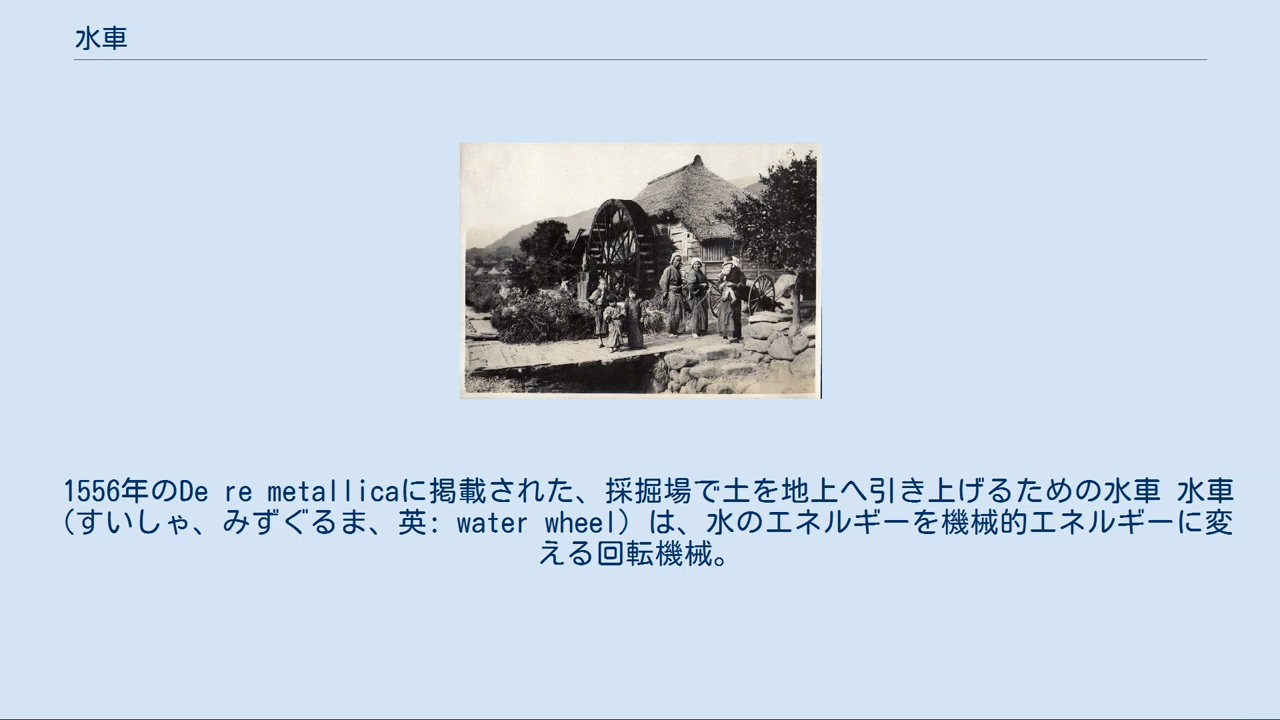 水車
1556年のDe re metallicaに掲載された、採掘場で土を地上へ引き上げるための水車 水車
(すいしゃ、みずぐるま、英: water wheel) は、水のエネルギーを機械的エネルギーに変
える回転機械。